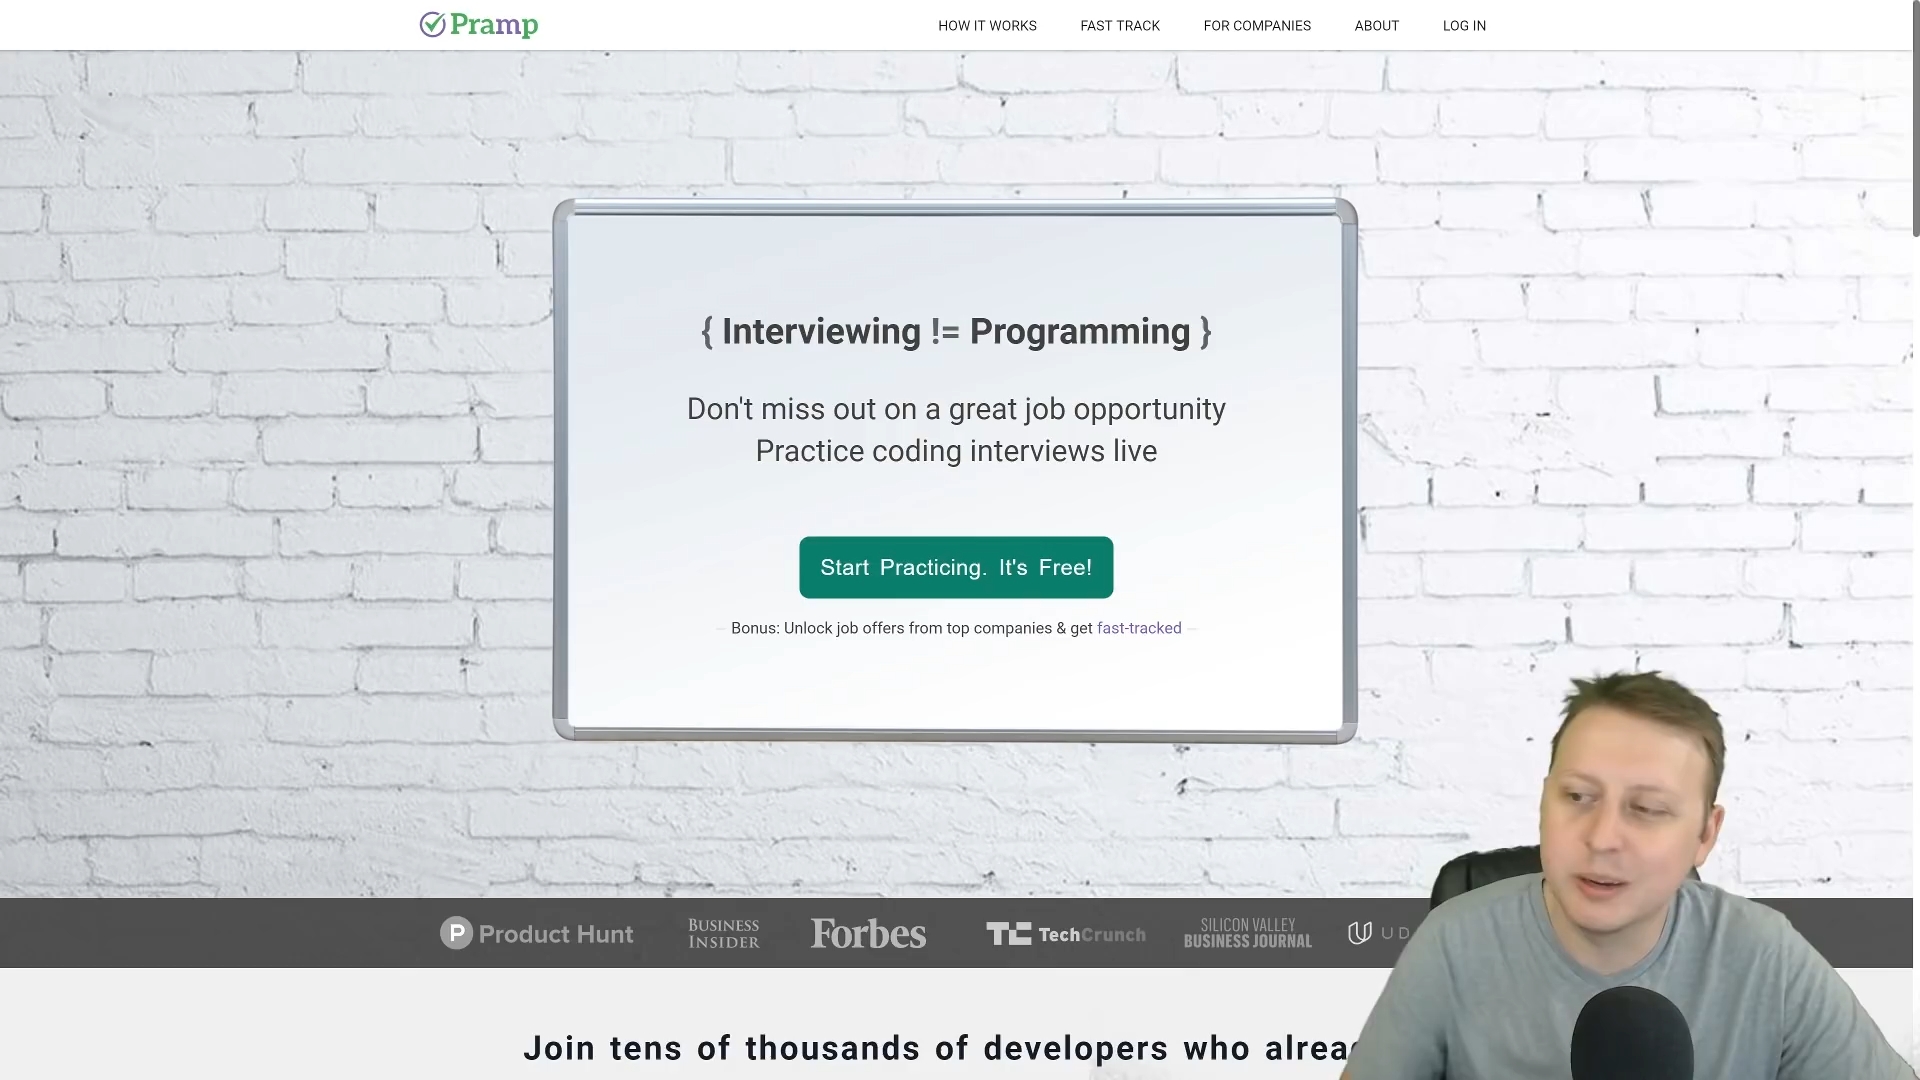 Pramp
HOW IT WORKS
FAST TRACK
FOR COMPANIES
ABOUT
LOG IN
{ Interviewing != Programming }
Don't miss out on a great job opportunity
Practice coding interviews live
Start Practicing. It's Free!
Bonus: Unlock job offers from top companies & get fast-tracked
P Product Hunt
BUSINESS
INSIDER
Forbes
TC TechCrunch
SILICON VALLEY
BUSINESS JOURNAL
Join tens of thousands of developers who